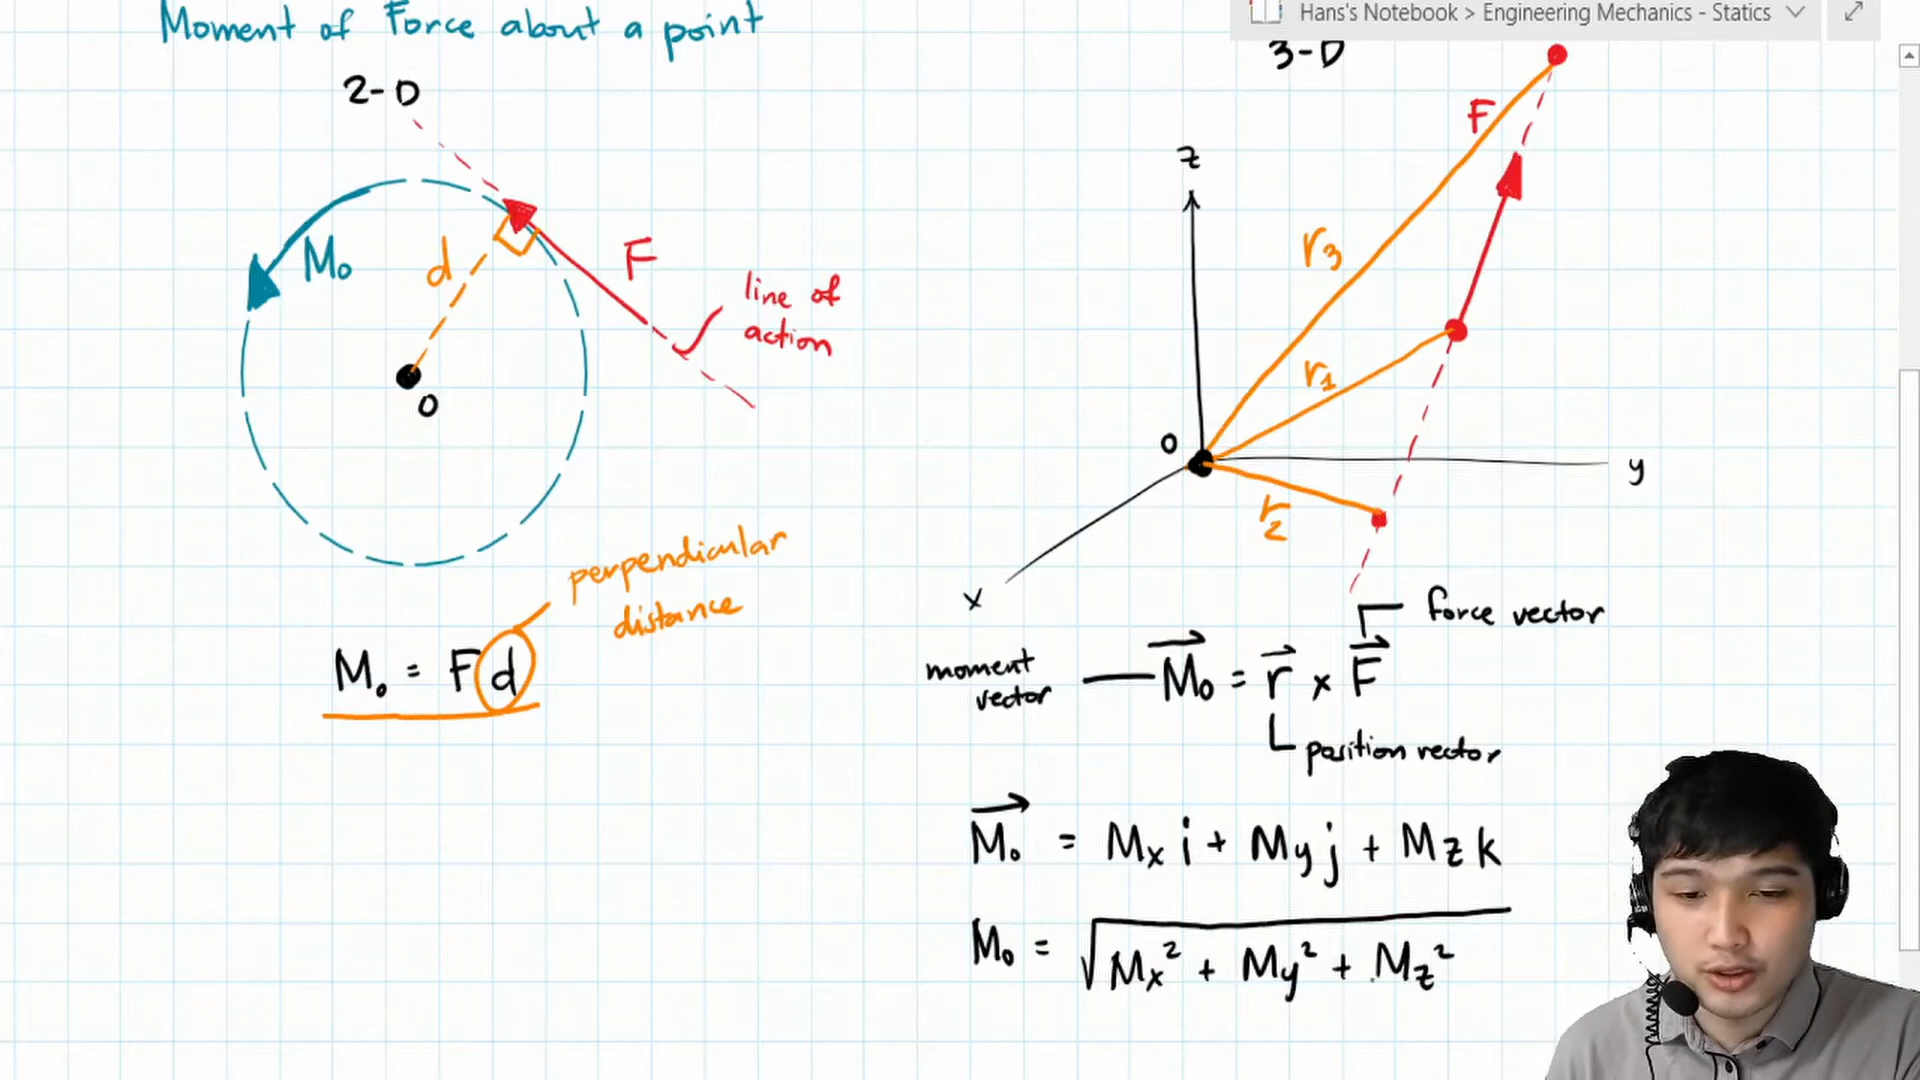 Hans's Notebook > Engineering Mechanics - Statics
Moment of Force about a point
2-D
Mo
d
F
line of
action
O
perpendicular
distance
Mo = Fd
3-D
F
z
r3
r1
O
y
r2
x
force vector
moment
vector
Mo = r x F
position vector
Mo = Mx i + My j + Mz k
Mo = √Mx² + My² + Mz²